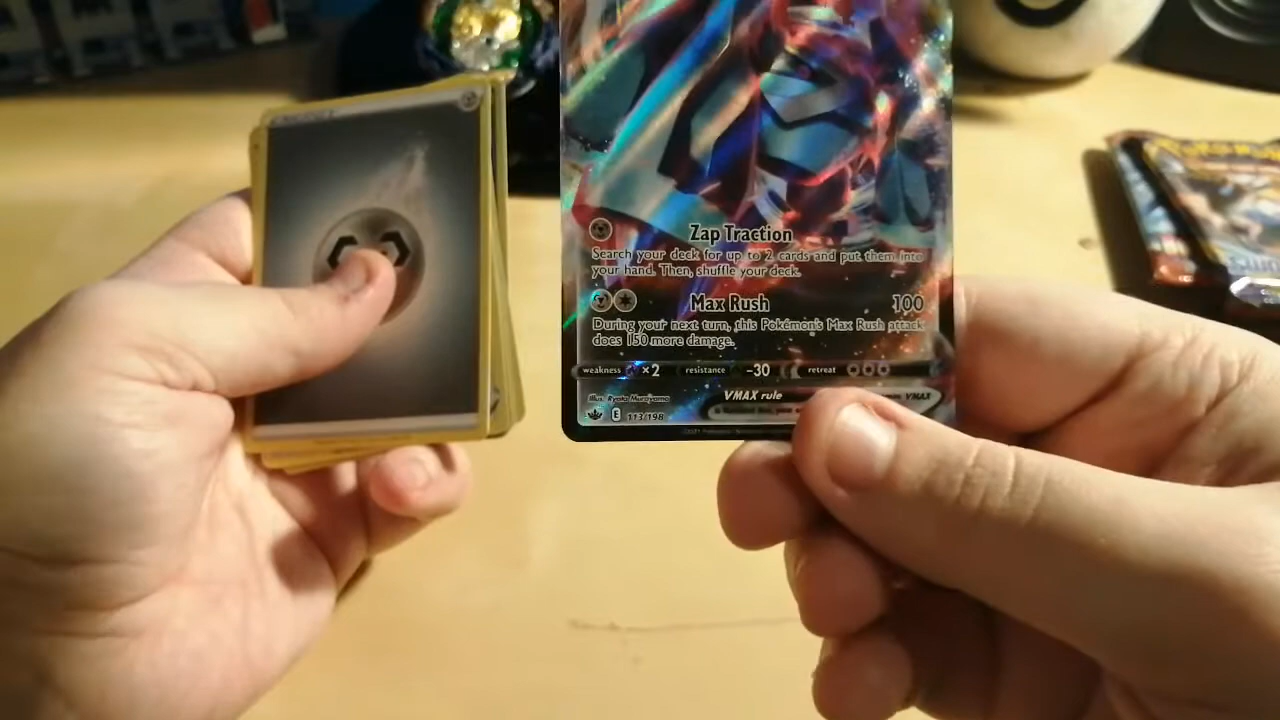 Zap Traction
Search your deck for up to 2 cards and put them into
your hand. Then, shuffle your deck.
Max Rush 100
During your next turn, this Pokémon's Max Rush attack
does 150 more damage.
weakness ×2 resistance -30 retreat
Illus. Ryota Murayama
VMAX rule VMAX
E 113/198